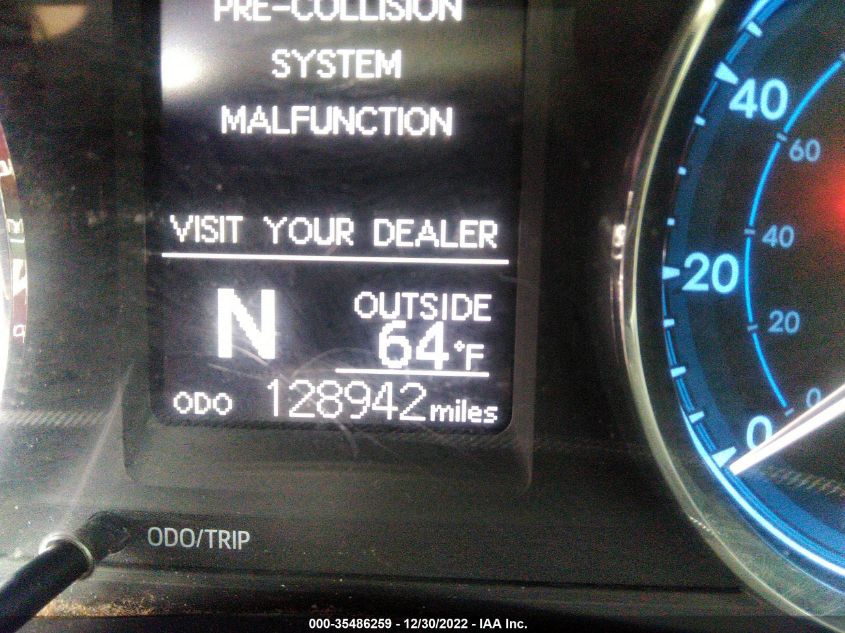 PRE-COLLISION
SYSTEM
MALFUNCTION
VISIT YOUR DEALER
N
OUTSIDE
64°F
ODO 128942 miles
ODO/TRIP
40
60
40
20
20
0
0
000-35486259 - 12/30/2022 - IAA Inc.